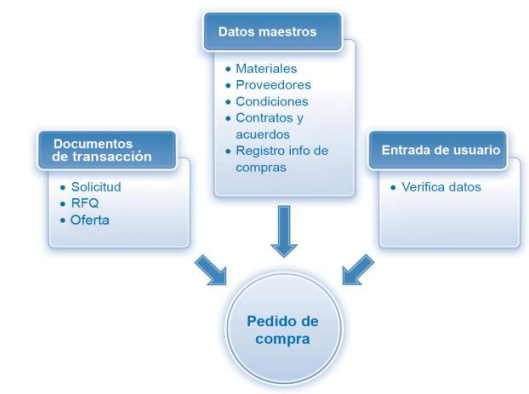 Datos maestros
Materiales
Proveedores
Condiciones
Contratos y
acuerdos
Registro info de
compras
Documentos
de transacción
Solicitud
RFQ
Oferta
Entrada de usuario
Verifica datos
Pedido de
compra